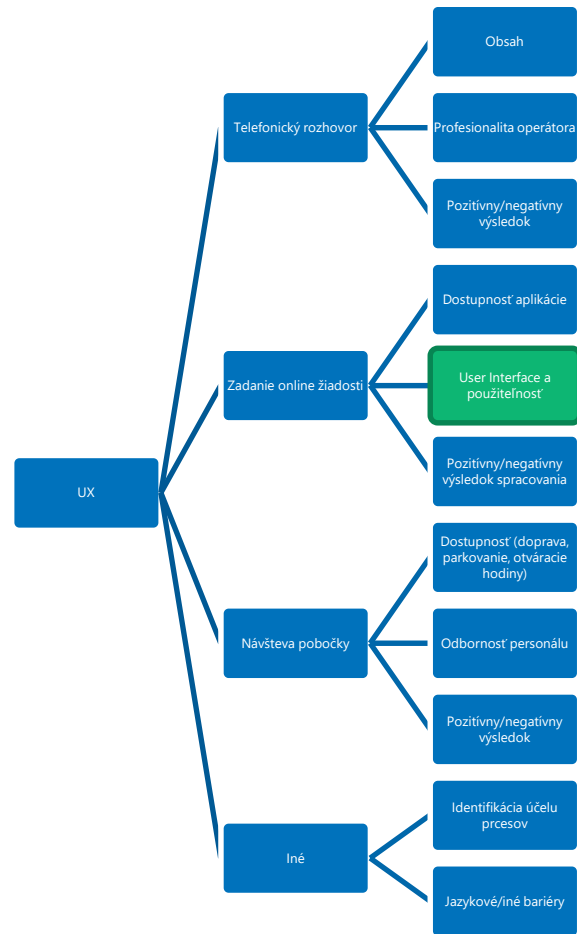 UX
Telefonický rozhovor
Obsah
Profesionalita operátora
Pozitívny/negatívny
výsledok
Zadanie online žiadosti
Dostupnosť aplikácie
User Interface a
použiteľnosť
Pozitívny/negatívny
výsledok spracovania
Návšteva pobočky
Dostupnosť (doprava,
parkovanie, otváracie
hodiny)
Odbornosť personálu
Pozitívny/negatívny
výsledok
Iné
Identifikácia účelu
prcesov
Jazykové/iné bariéry